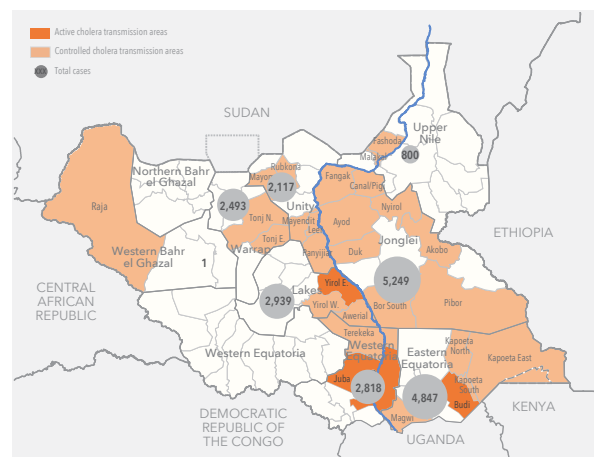 Active cholera transmission areas
Controlled cholera transmission areas
Total cases
SUDAN
Upper
Nile
Fashoda
Malakal
800
Northern Bahr
el Ghazal
Rubkona
Mayom
2,117
Fangak
Canal/Pigi
Raja
2,493
Unity
Nyirol
Tonj N.
Mayendit
Leer
Ayod
ETHIOPIA
Tonj E.
Jonglei
Western Bahr
el Ghazal
1
Warrap
Panyijiar
Duk
Akobo
CENTRAL
AFRICAN
REPUBLIC
Lakes
Yirol E.
5,249
2,939
Yirol W.
Bor South
Pibor
Awerial
Terekeka
Western Equatoria
Western
Equatoria
Eastern
Equatoria
Kapoeta
North
Kapoeta East
Juba
2,818
4,847
Kapoeta
South
Budi
Magwi
DEMOCRATIC
REPUBLIC OF
THE CONGO
UGANDA
KENYA